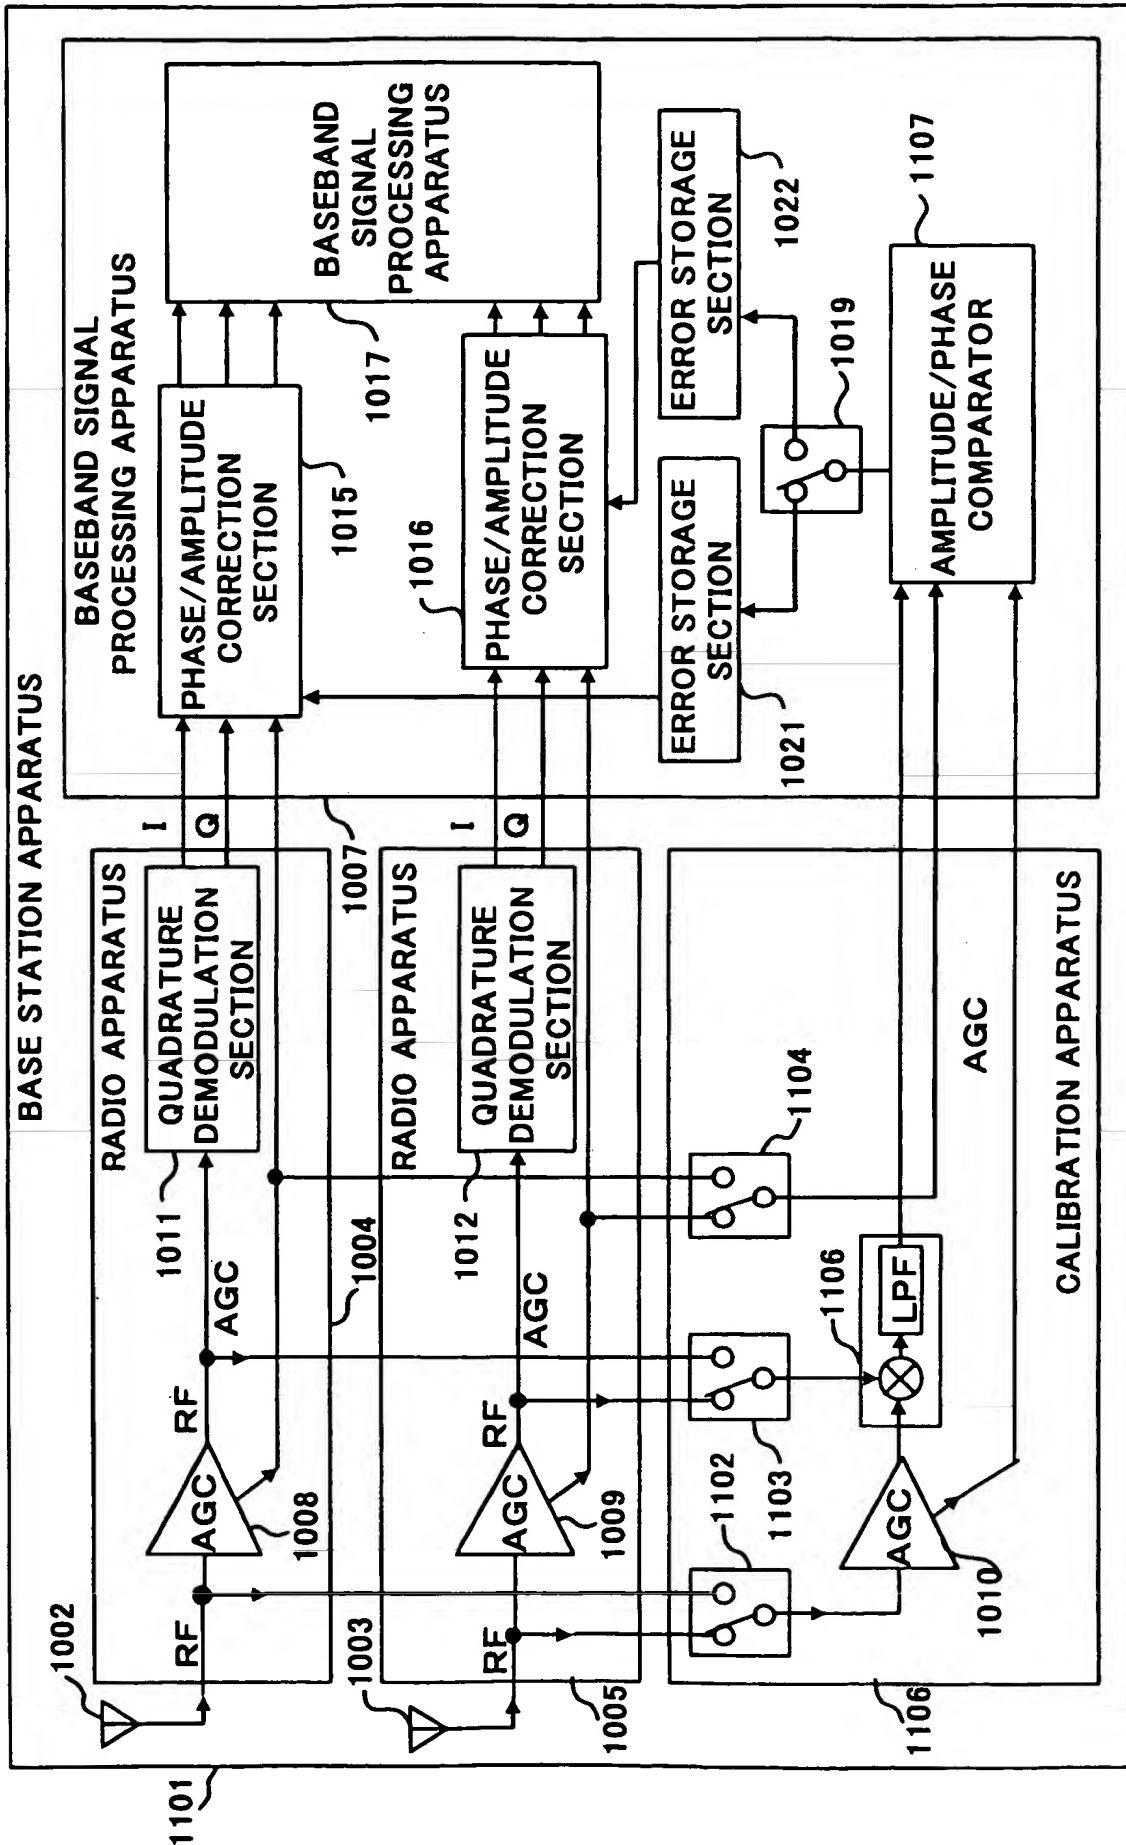 BASE STATION APPARATUS
1101
1002
RF
RADIO APPARATUS
AGC
1008
RF
AGC
1011
QUADRATURE
DEMODULATION
SECTION
1004
I
Q
1003
RF
RADIO APPARATUS
AGC
1009
RF
AGC
1012
QUADRATURE
DEMODULATION
SECTION
1005
I
Q
1007
BASEBAND SIGNAL
PROCESSING APPARATUS
PHASE/AMPLITUDE
CORRECTION
SECTION
1015
BASEBAND
SIGNAL
PROCESSING
APPARATUS
1017
1016
PHASE/AMPLITUDE
CORRECTION
SECTION
ERROR STORAGE
SECTION
1021
ERROR STORAGE
SECTION
1022
1019
AMPLITUDE/PHASE
COMPARATOR
1107
1102
1103
1104
AGC
1010
1106
LPF
AGC
CALIBRATION APPARATUS
1106